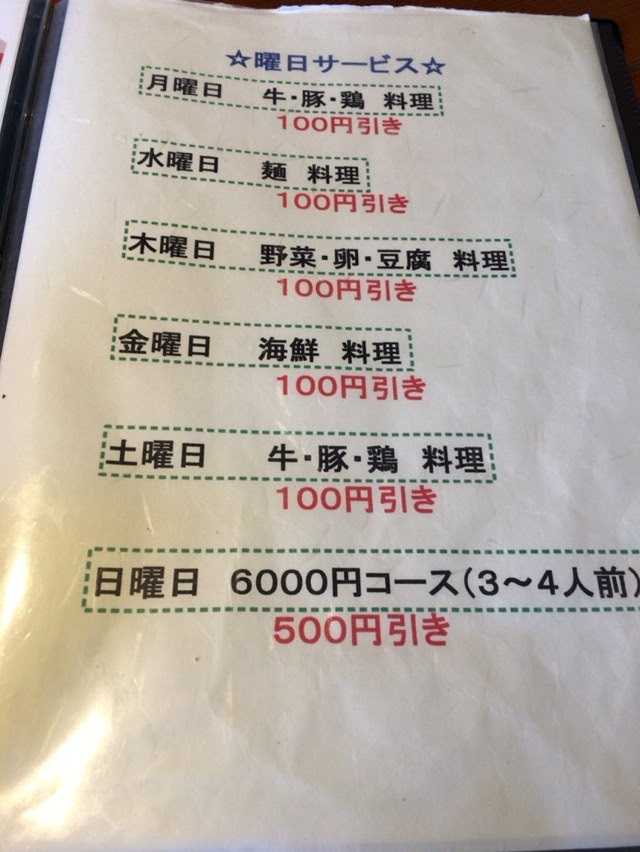 ☆曜日サービス☆
月曜日 牛・豚・鶏 料理
100円引き
水曜日 麺 料理
100円引き
木曜日 野菜・卵・豆腐 料理
100円引き
金曜日 海鮮 料理
100円引き
土曜日 牛・豚・鶏 料理
100円引き
日曜日 6000円コース(3～4人前)
500円引き